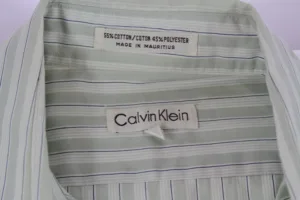 55% COTTON/COTON 45% POLYESTER
MADE IN MAURITIUS
Calvin Klein